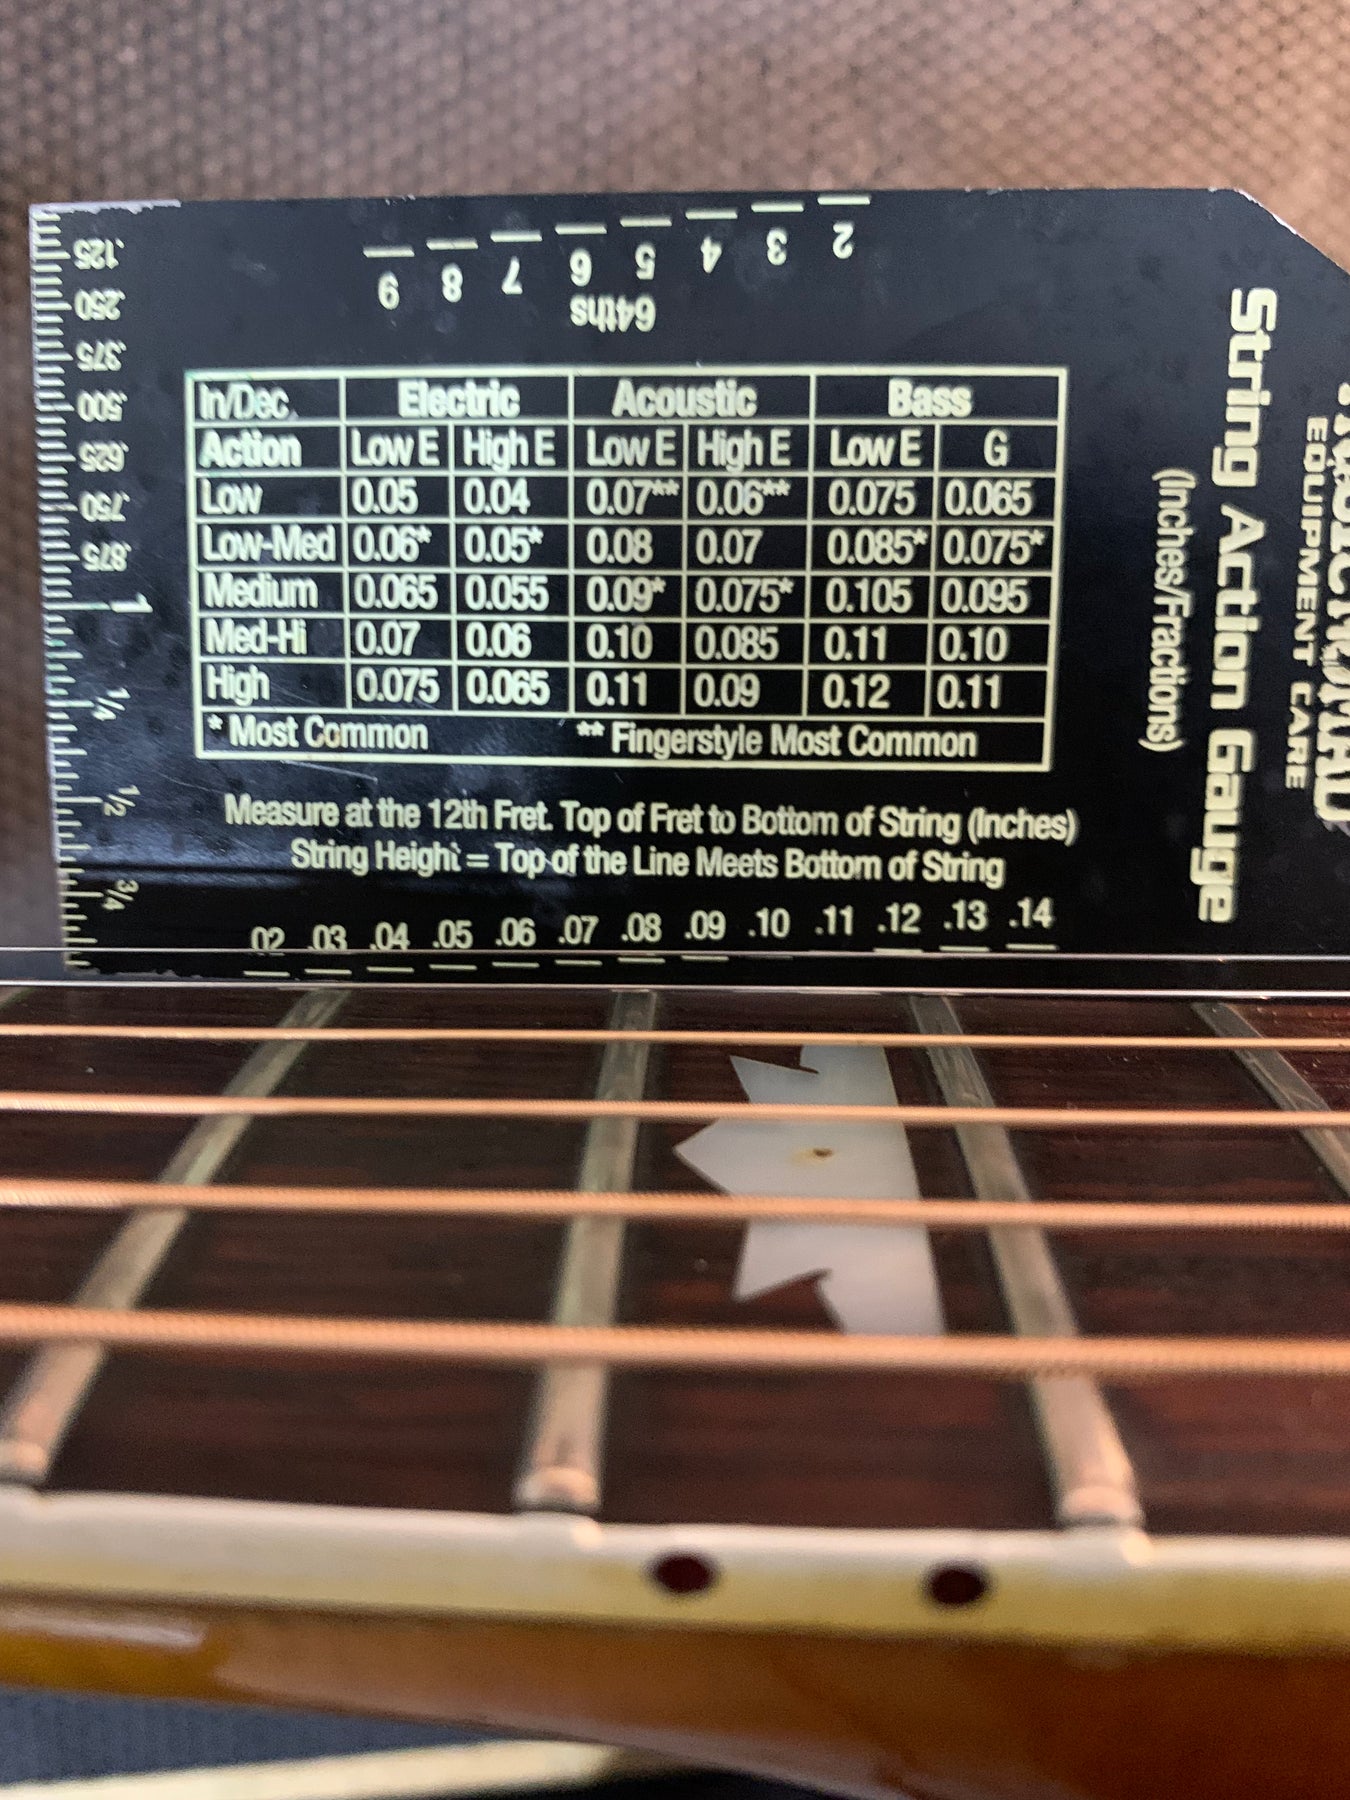 2 3 4 5 6 7 8 9
64ths
.125
.250
.375
.500
.625
.750
.875
1
1/4
1/2
3/4
In/Dec. Electric Acoustic Bass
Action Low E High E Low E High E Low E G
Low 0.05 0.04 0.07** 0.06** 0.075 0.065
Low-Med 0.06* 0.05* 0.08 0.07 0.085* 0.075*
Medium 0.065 0.055 0.09* 0.075* 0.105 0.095
Med-Hi 0.07 0.06 0.10 0.085 0.11 0.10
High 0.075 0.065 0.11 0.09 0.12 0.11
* Most Common ** Fingerstyle Most Common
Measure at the 12th Fret. Top of Fret to Bottom of String (Inches)
String Height = Top of the Line Meets Bottom of String
.02 .03 .04 .05 .06 .07 .08 .09 .10 .11 .12 .13 .14
String Action Gauge
(Inches/Fractions)
EQUIPMENT CARE